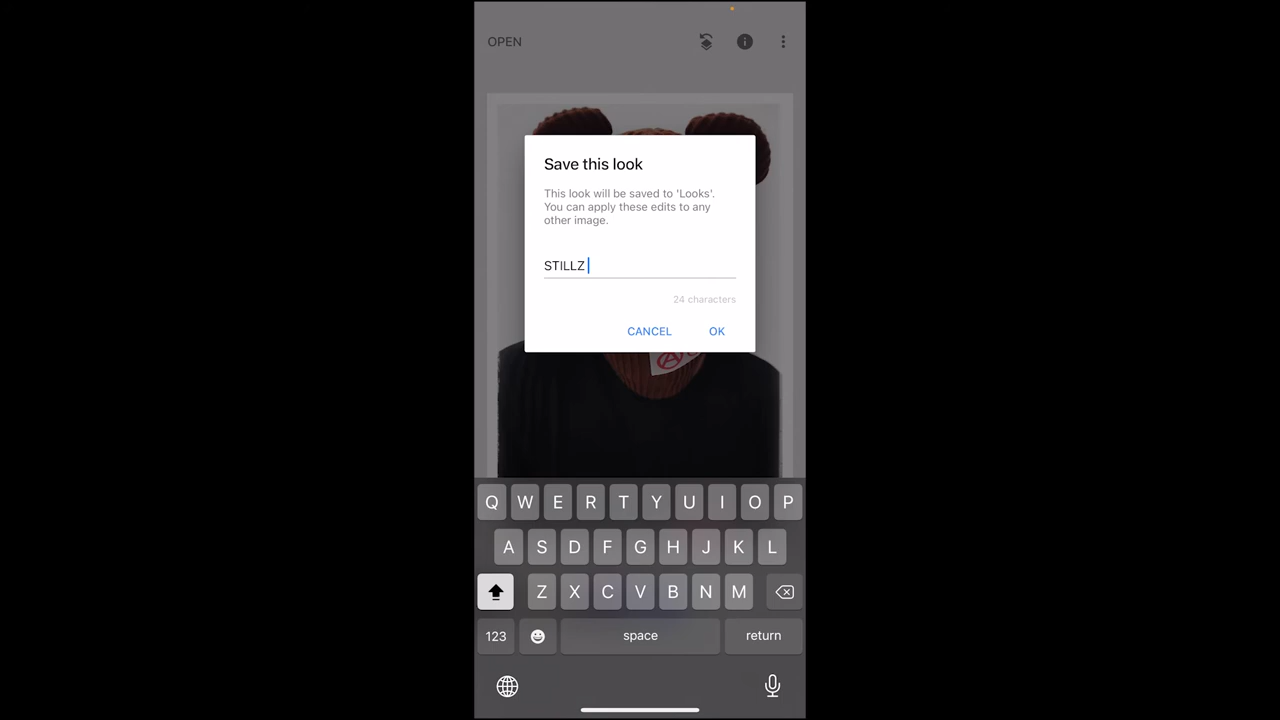 OPEN
Save this look
This look will be saved to 'Looks'.
You can apply these edits to any
other image.
STILLZ
24 characters
CANCEL OK
Q W E R T Y U I O P
A S D F G H J K L
Z X C V B N M
123 space return